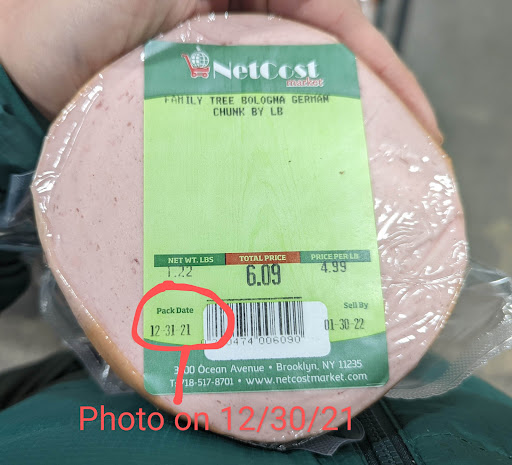 NetCost
market
FAMILY TREE BOLOGNA GERMAN
CHUNK BY LB
NET WT. LBS TOTAL PRICE PRICE PER LB
1.22 6.09 4.99
Pack Date Sell By
12-31-21 01-30-22
474 006090
Ocean Avenue • Brooklyn, NY 11235
718-517-8701 • www.netcostmarket.com
Photo on 12/30/21